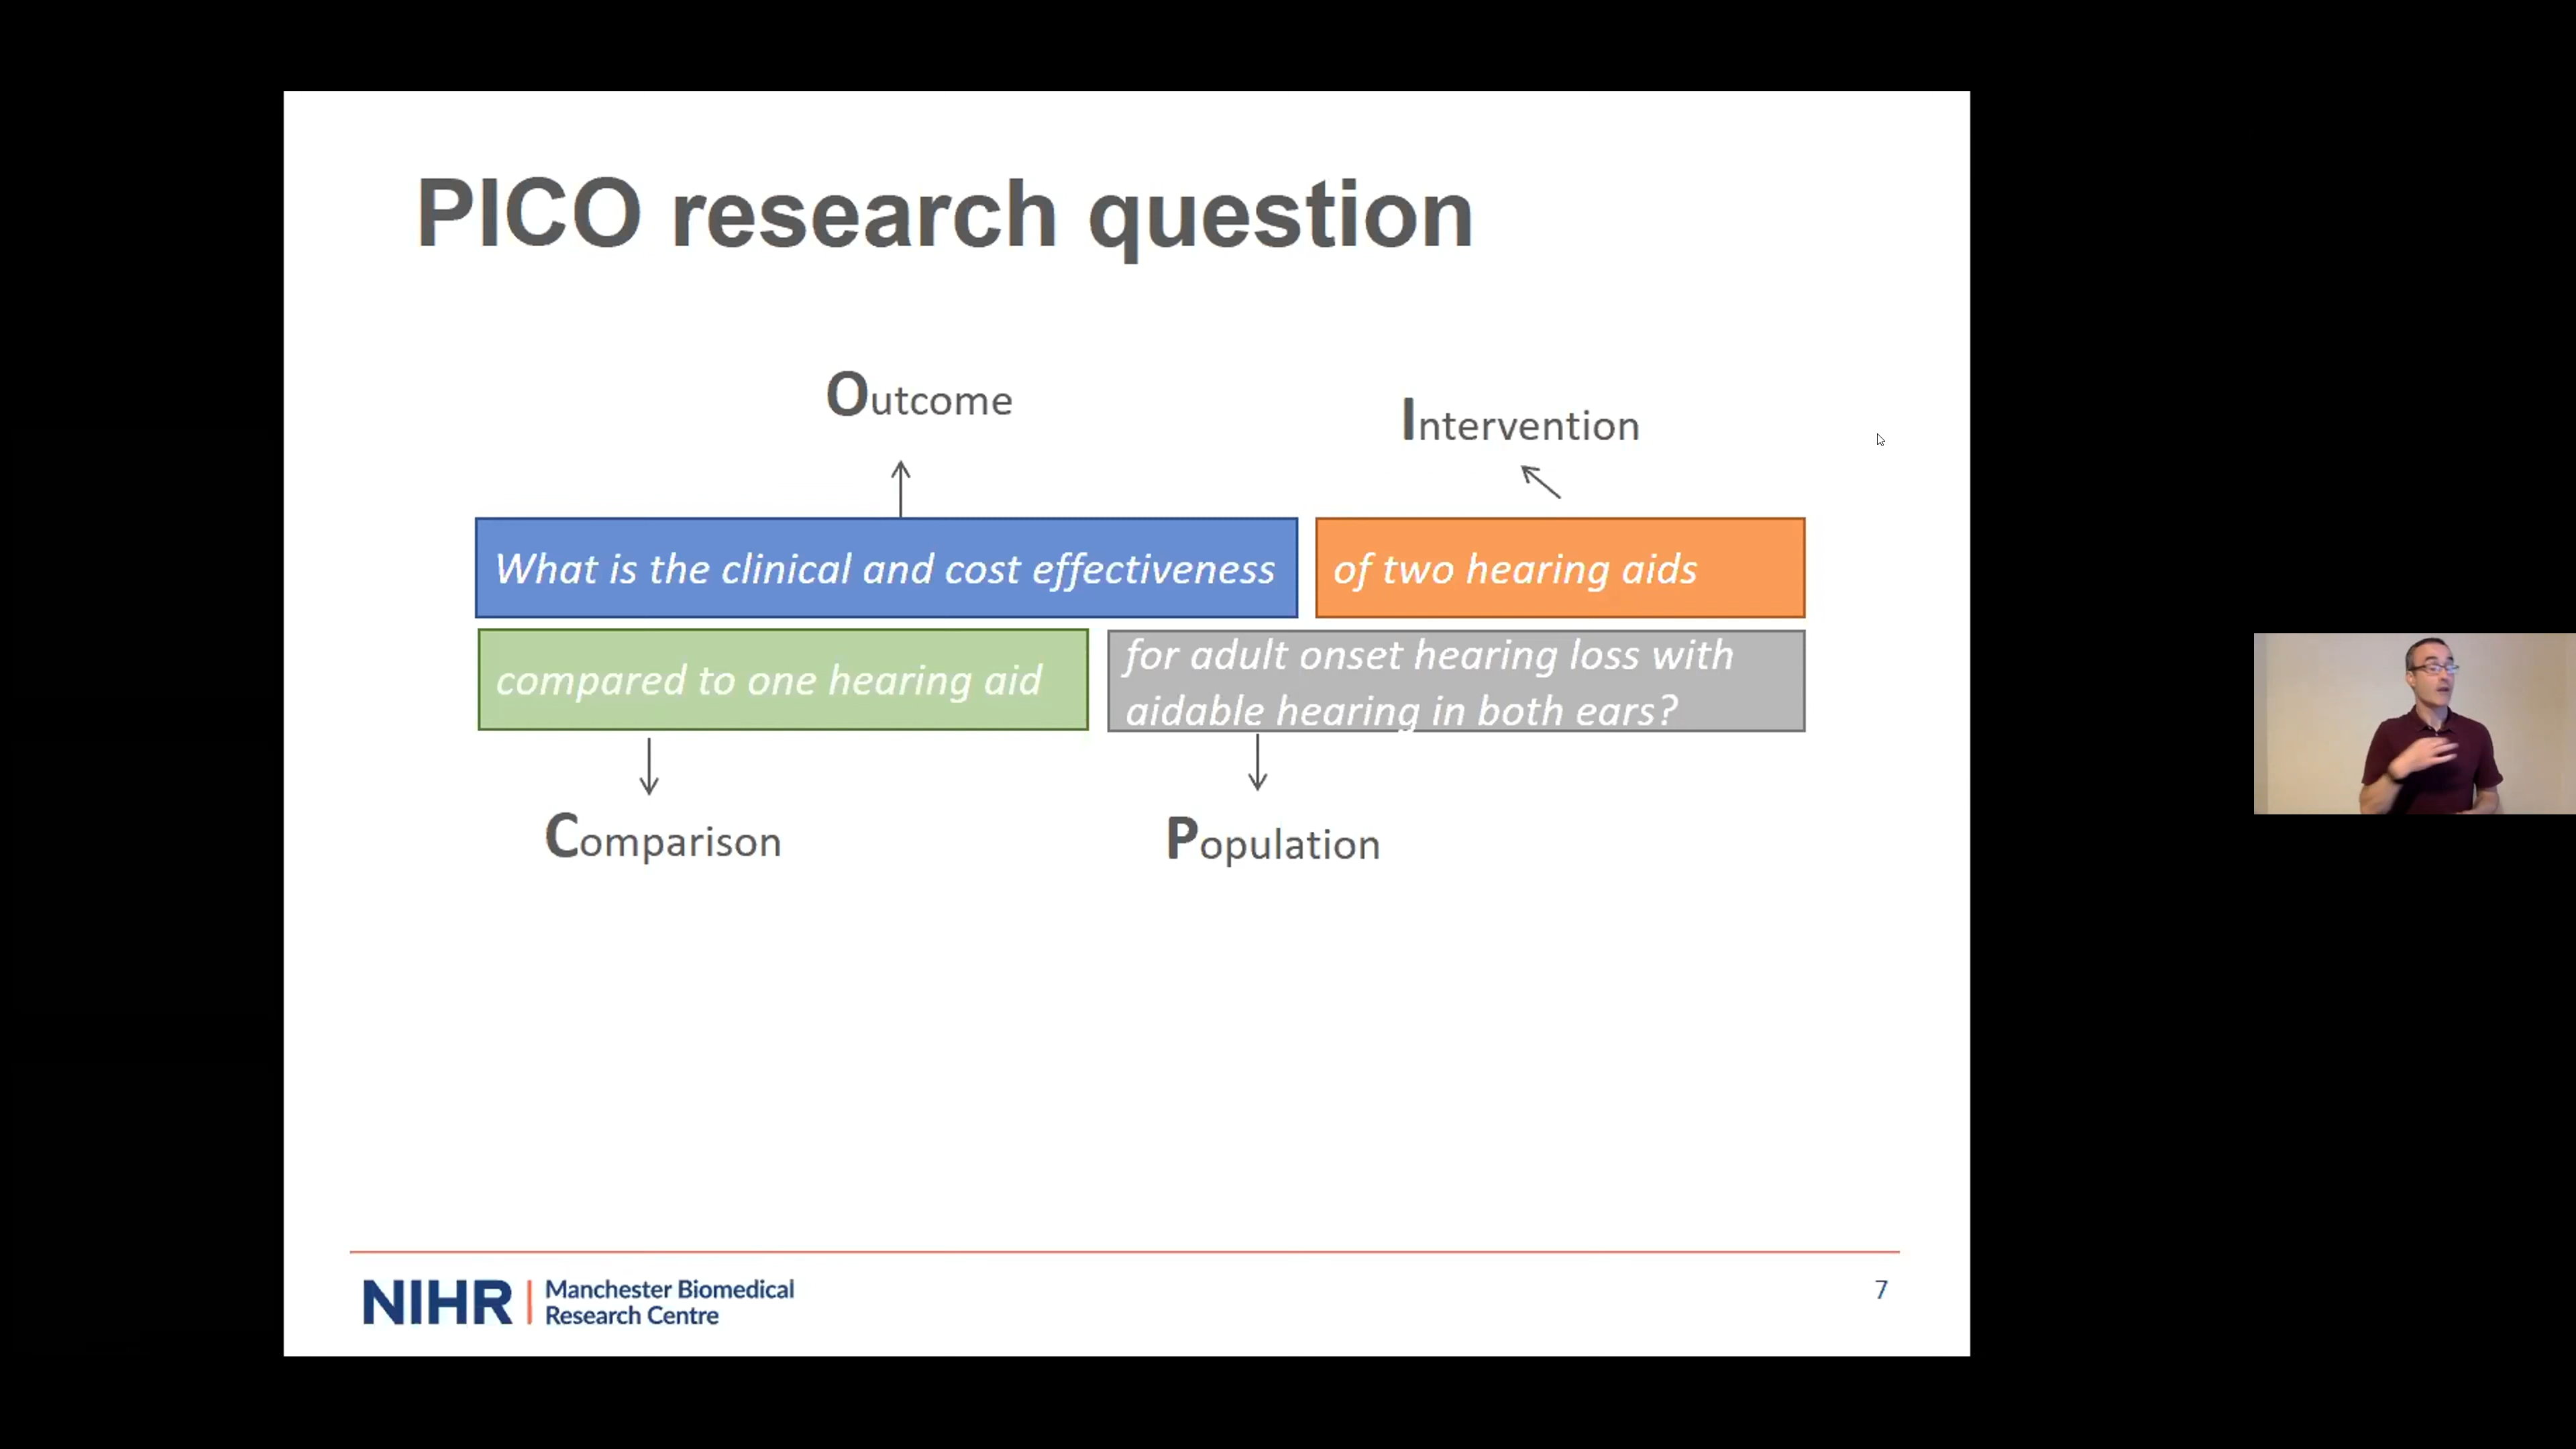 PICO research question
Outcome
Intervention
What is the clinical and cost effectiveness
of two hearing aids
compared to one hearing aid
for adult onset hearing loss with
aidable hearing in both ears?
Comparison
Population
NIHR
Manchester Biomedical
Research Centre
7